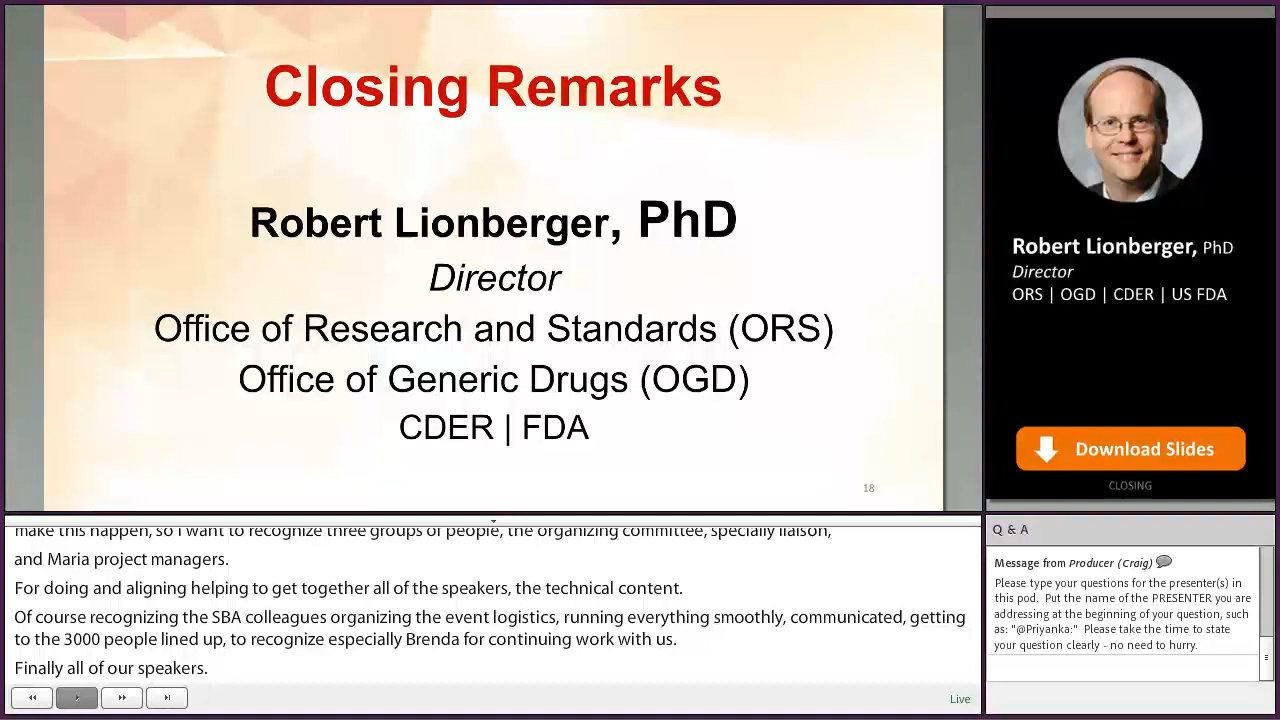 Closing Remarks
Robert Lionberger, PhD
Director
Office of Research and Standards (ORS)
Office of Generic Drugs (OGD)
CDER | FDA
18
Robert Lionberger, PhD
Director
ORS | OGD | CDER | US FDA
Download Slides
CLOSING
make this happen, so I want to recognize three groups of people, the organizing committee, specially liaison,
and Maria project managers.
For doing and aligning helping to get together all of the speakers, the technical content.
Of course recognizing the SBA colleagues organizing the event logistics, running everything smoothly, communicated, getting
to the 3000 people lined up, to recognize especially Brenda for continuing work with us.
Finally all of our speakers.
Live
Q & A
Message from Producer (Craig)
Please type your questions for the presenter(s) in
this pod. Put the name of the PRESENTER you are
addressing at the beginning of your question, such
as: "@Priyanka:" Please take the time to state
your question clearly - no need to hurry.